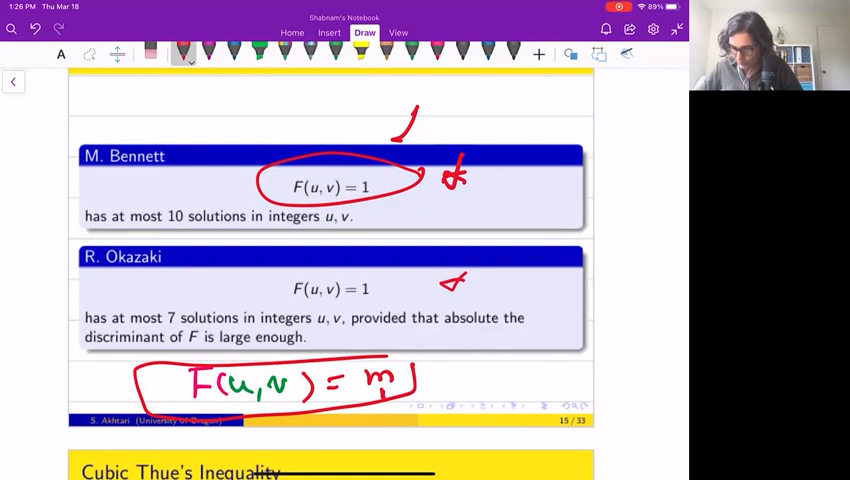 1:26 PM Thu Mar 18
89%
Shabnam's Notebook
Home Insert Draw View
A
M. Bennett
F(u, v) = 1
has at most 10 solutions in integers u, v.
R. Okazaki
F(u, v) = 1
has at most 7 solutions in integers u, v, provided that absolute the
discriminant of F is large enough.
F(u, v) = m
S. Akhtari (University of Oregon)
15 / 33
Cubic Thue's Inequality